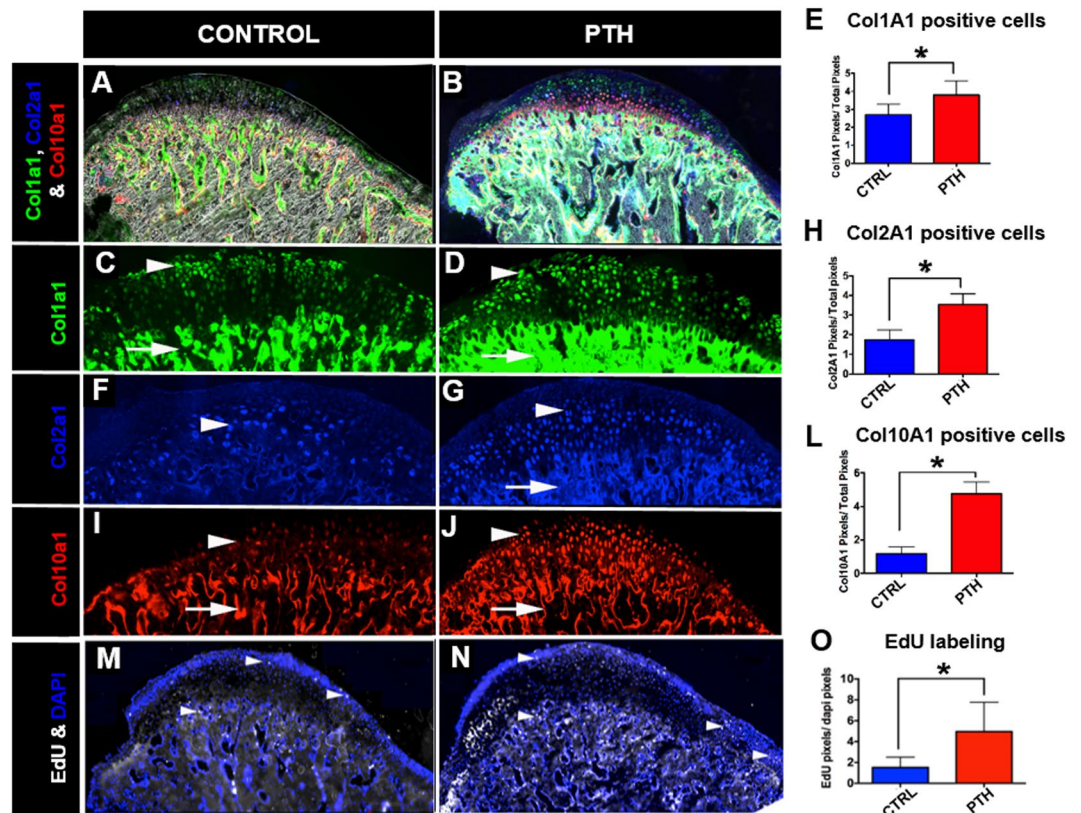 CONTROL
PTH
Col1a1, Col2a1
& Col10a1
A
B
Col1a1
C
D
Col2a1
F
G
Col10a1
I
J
EdU & DAPI
M
N
E Col1A1 positive cells
Col1A1 Pixels/ Total Pixels
5
4
3
2
1
0
*
CTRL
PTH
H Col2A1 positive cells
Col2A1 Pixels/ Total pixels
5
4
3
2
1
0
*
CTRL
PTH
L Col10A1 positive cells
Col10A1 Pixels/ Total Pixels
6
4
2
0
*
CTRL
PTH
O EdU labeling
EdU pixels/ dapi pixels
10
8
6
4
2
0
*
CTRL
PTH